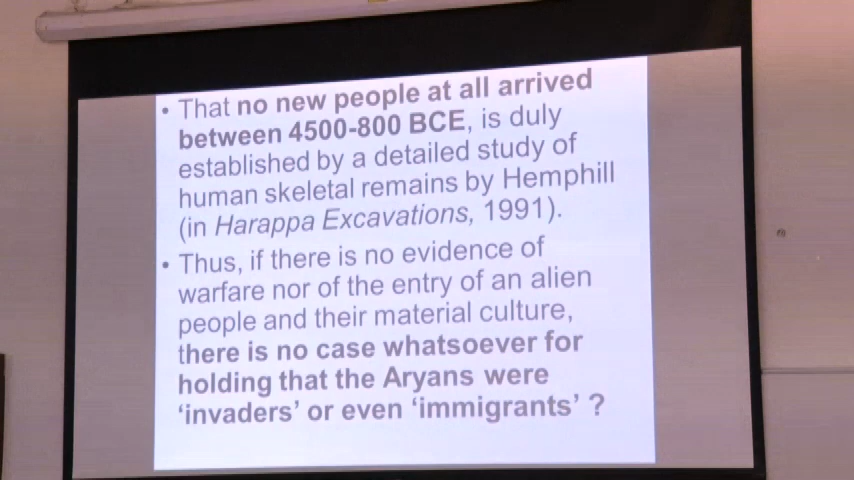 • That no new people at all arrived
between 4500-800 BCE, is duly
established by a detailed study of
human skeletal remains by Hemphill
(in Harappa Excavations, 1991).
• Thus, if there is no evidence of
warfare nor of the entry of an alien
people and their material culture,
there is no case whatsoever for
holding that the Aryans were
‘invaders’ or even ‘immigrants’ ?